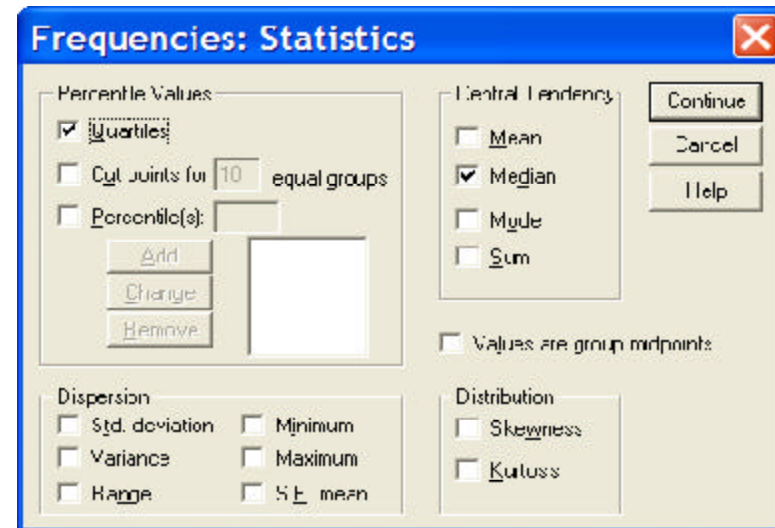 Frequencies: Statistics
Percentile Values
Quartiles
Cut points for 10 equal groups
Percentile(s):
Add
Change
Remove
Central Tendency
Mean
Median
Mode
Sum
Continue
Cancel
Help
Values are group midpoints
Dispersion
Std. deviation
Minimum
Variance
Maximum
Range
S.E. mean
Distribution
Skewness
Kurtosis